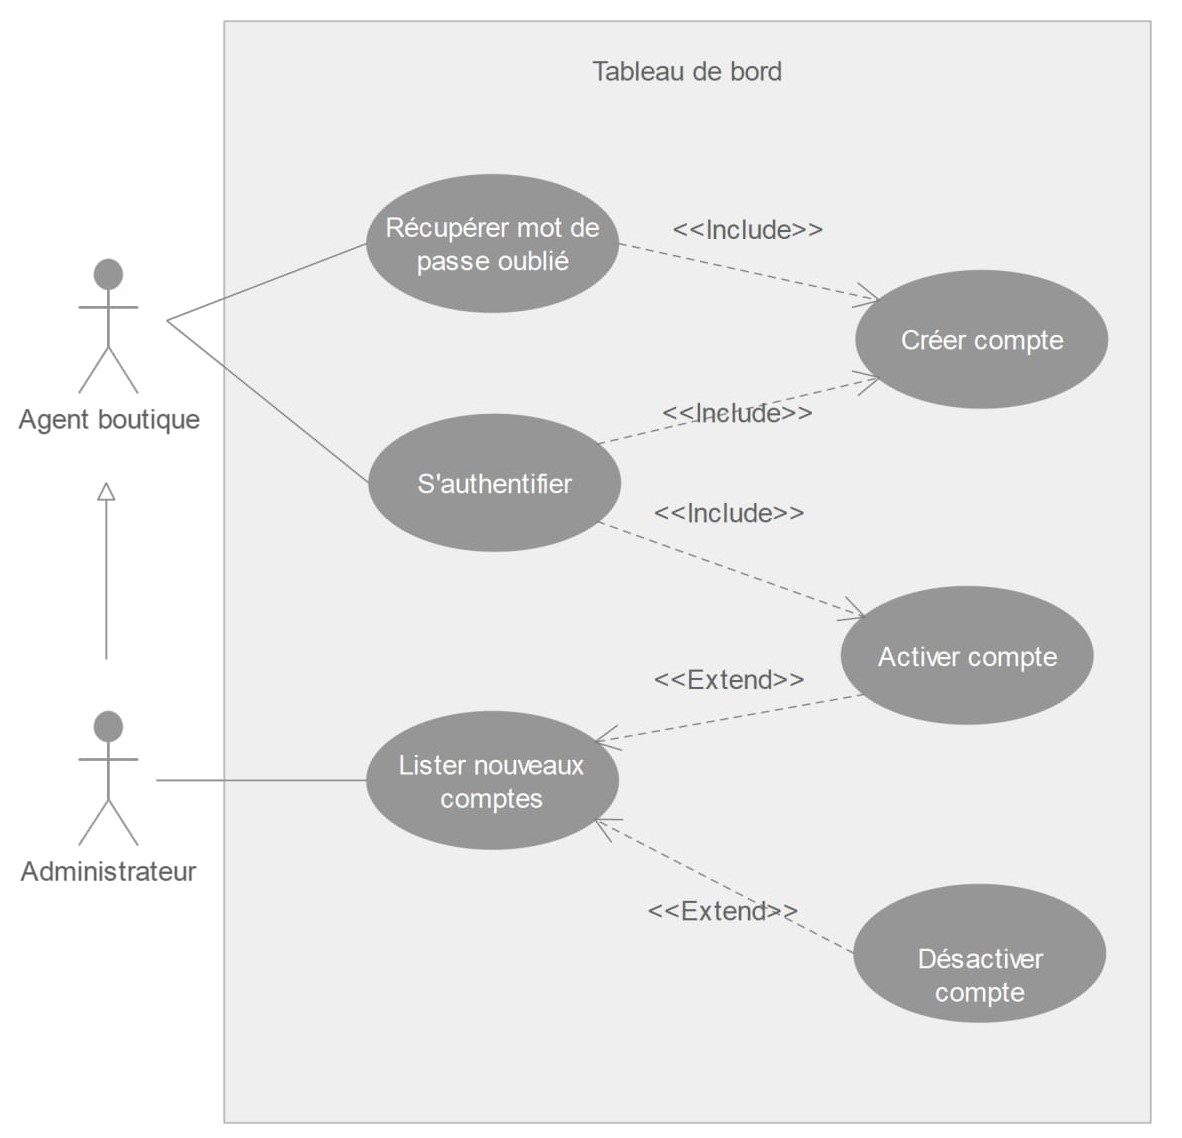 Tableau de bord
Récupérer mot de
passe oublié
<<Include>>
Créer compte
Agent boutique
<<Include>>
S'authentifier
<<Include>>
Activer compte
<<Extend>>
Lister nouveaux
comptes
Administrateur
<<Extend>>
Désactiver
compte